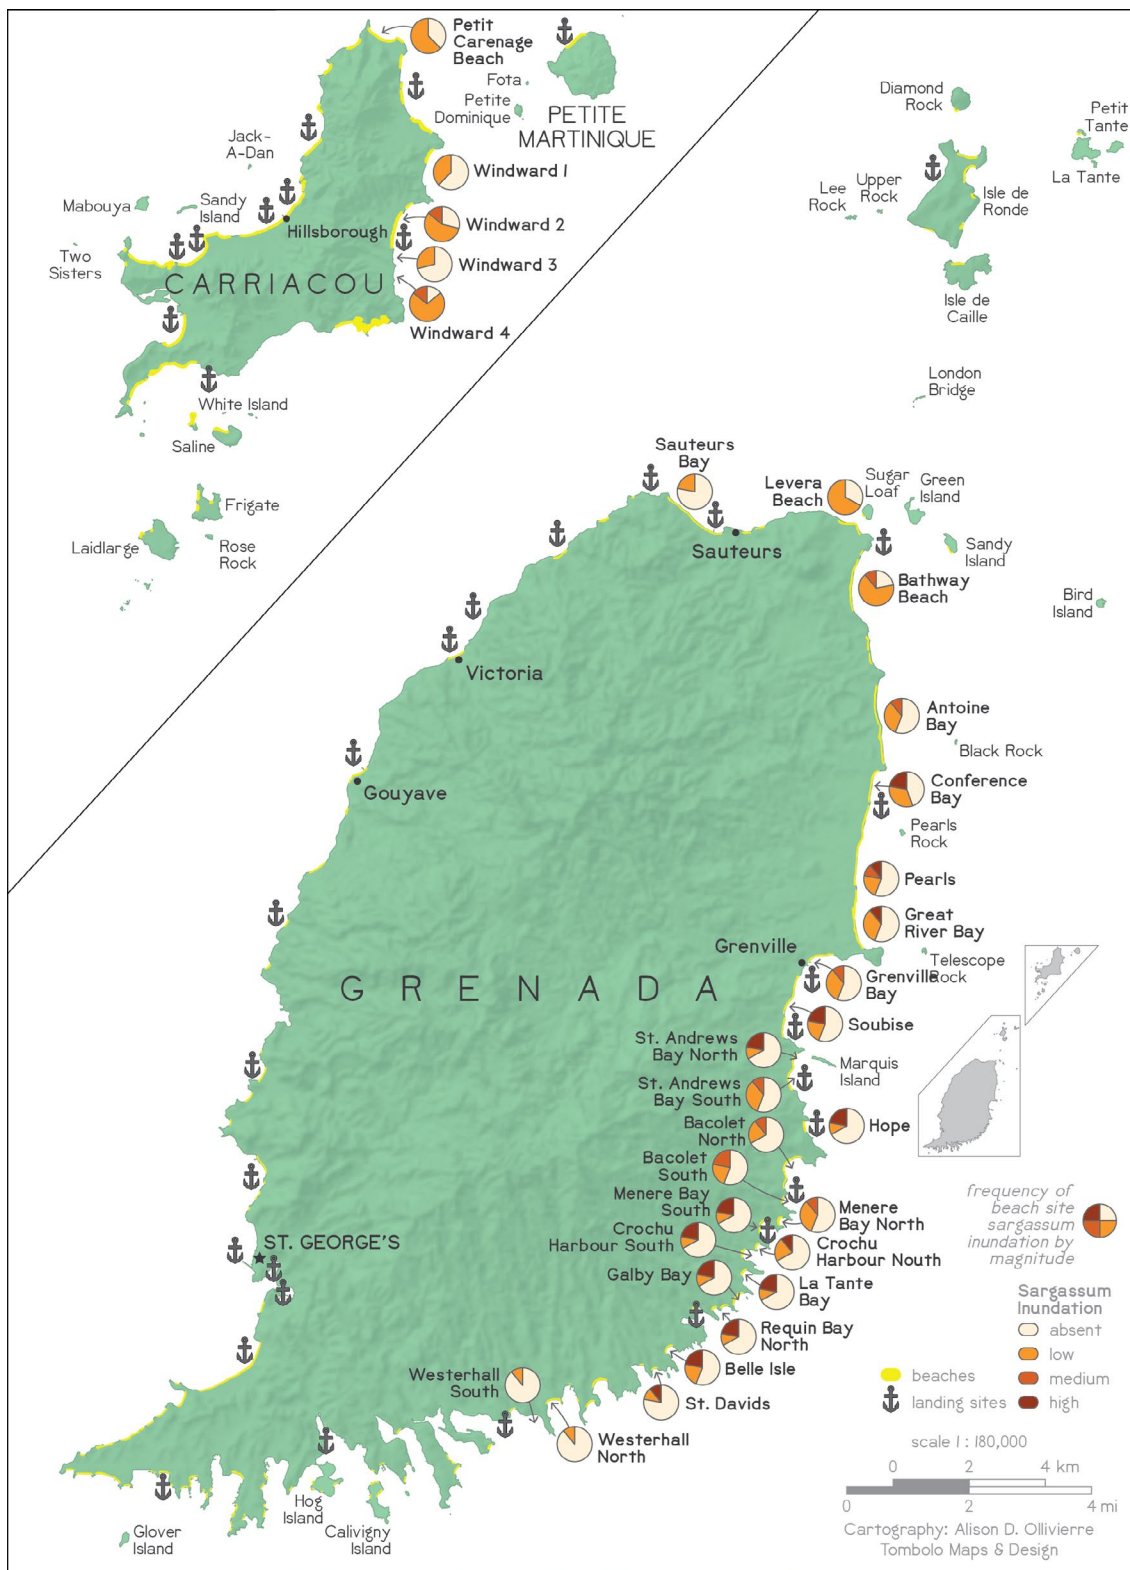 Petit
Carenage
Beach
Fota
Petite
Dominique
PETITE
MARTINIQUE
Jack-
A-Dan
Windward 1
Mabouya
Sandy
Island
Hillsborough
Windward 2
Two
Sisters
CARRIACOU
Windward 3
Windward 4
White Island
Saline
Frigate
Laidlarge
Rose
Rock
Diamond
Rock
Petit
Tante
La Tante
Lee
Rock
Upper
Rock
Isle de
Ronde
Isle de
Caille
London
Bridge
Sauteurs
Bay
Levera
Beach
Sugar
Loaf
Green
Island
Sauteurs
Sandy
Island
Bathway
Beach
Bird
Island
Victoria
Antoine
Bay
Black Rock
Gouyave
Conference
Bay
Pearls
Rock
Pearls
Great
River Bay
Grenville
Telescope
Rock
GRENADA
Grenville
Bay
Soubise
St. Andrews
Bay North
Marquis
Island
St. Andrews
Bay South
Bacolet
North
Hope
Bacolet
South
Menere Bay
South
Menere
Bay North
Crochu
Harbour South
Crochu
Harbour Nouth
ST. GEORGE'S
Galby Bay
La Tante
Bay
Requin Bay
North
Belle Isle
Westerhall
South
St. Davids
Westerhall
North
Hog
Island
Calivigny
Island
Glover
Island
frequency of
beach site
sargassum
inundation by
magnitude
Sargassum
Inundation
absent
low
medium
high
beaches
landing sites
scale 1 : 180,000
0 2 4 km
0 2 4 mi
Cartography: Alison D. Ollivierre
Tombolo Maps & Design